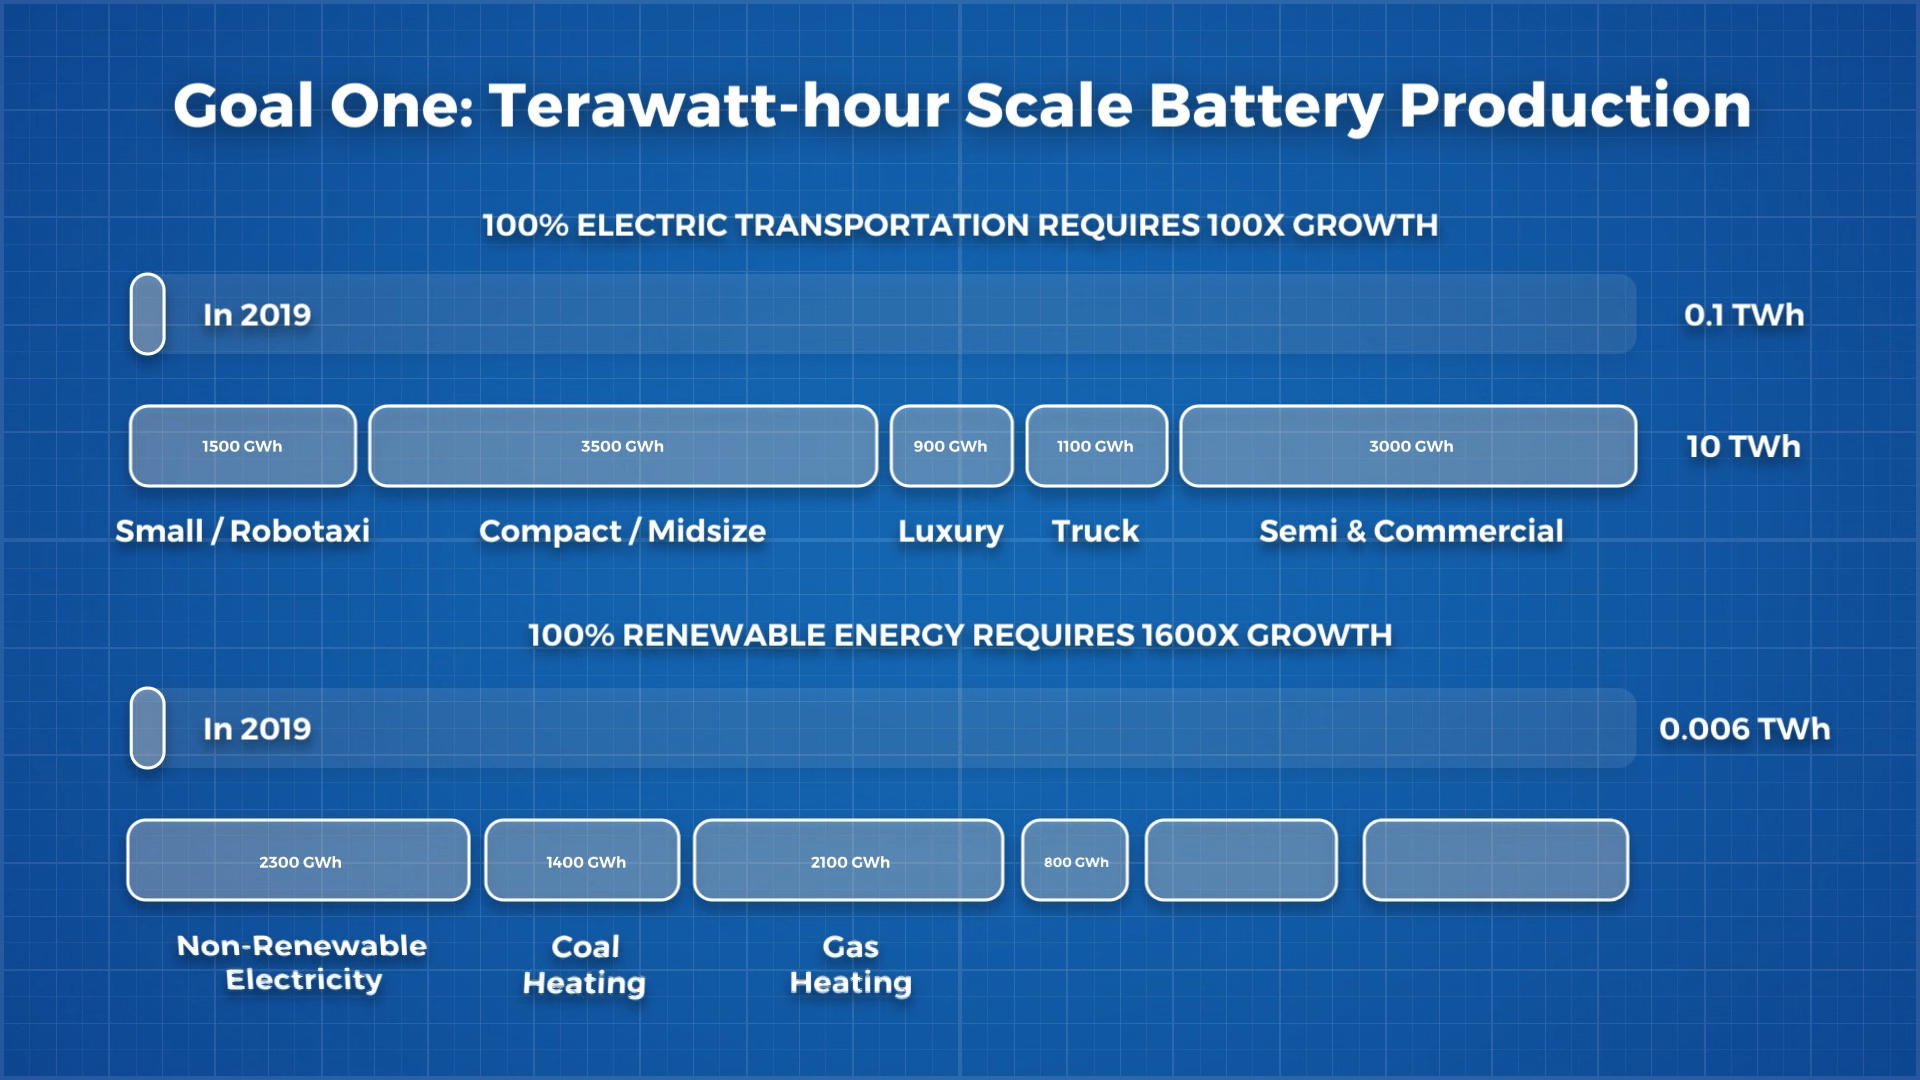 Goal One: Terawatt-hour Scale Battery Production
100% ELECTRIC TRANSPORTATION REQUIRES 100X GROWTH
In 2019
0.1 TWh
1500 GWh
3500 GWh
900 GWh
1100 GWh
3000 GWh
10 TWh
Small / Robotaxi
Compact / Midsize
Luxury
Truck
Semi & Commercial
100% RENEWABLE ENERGY REQUIRES 1600X GROWTH
In 2019
0.006 TWh
2300 GWh
1400 GWh
2100 GWh
800 GWh
Non-Renewable
Electricity
Coal
Heating
Gas
Heating